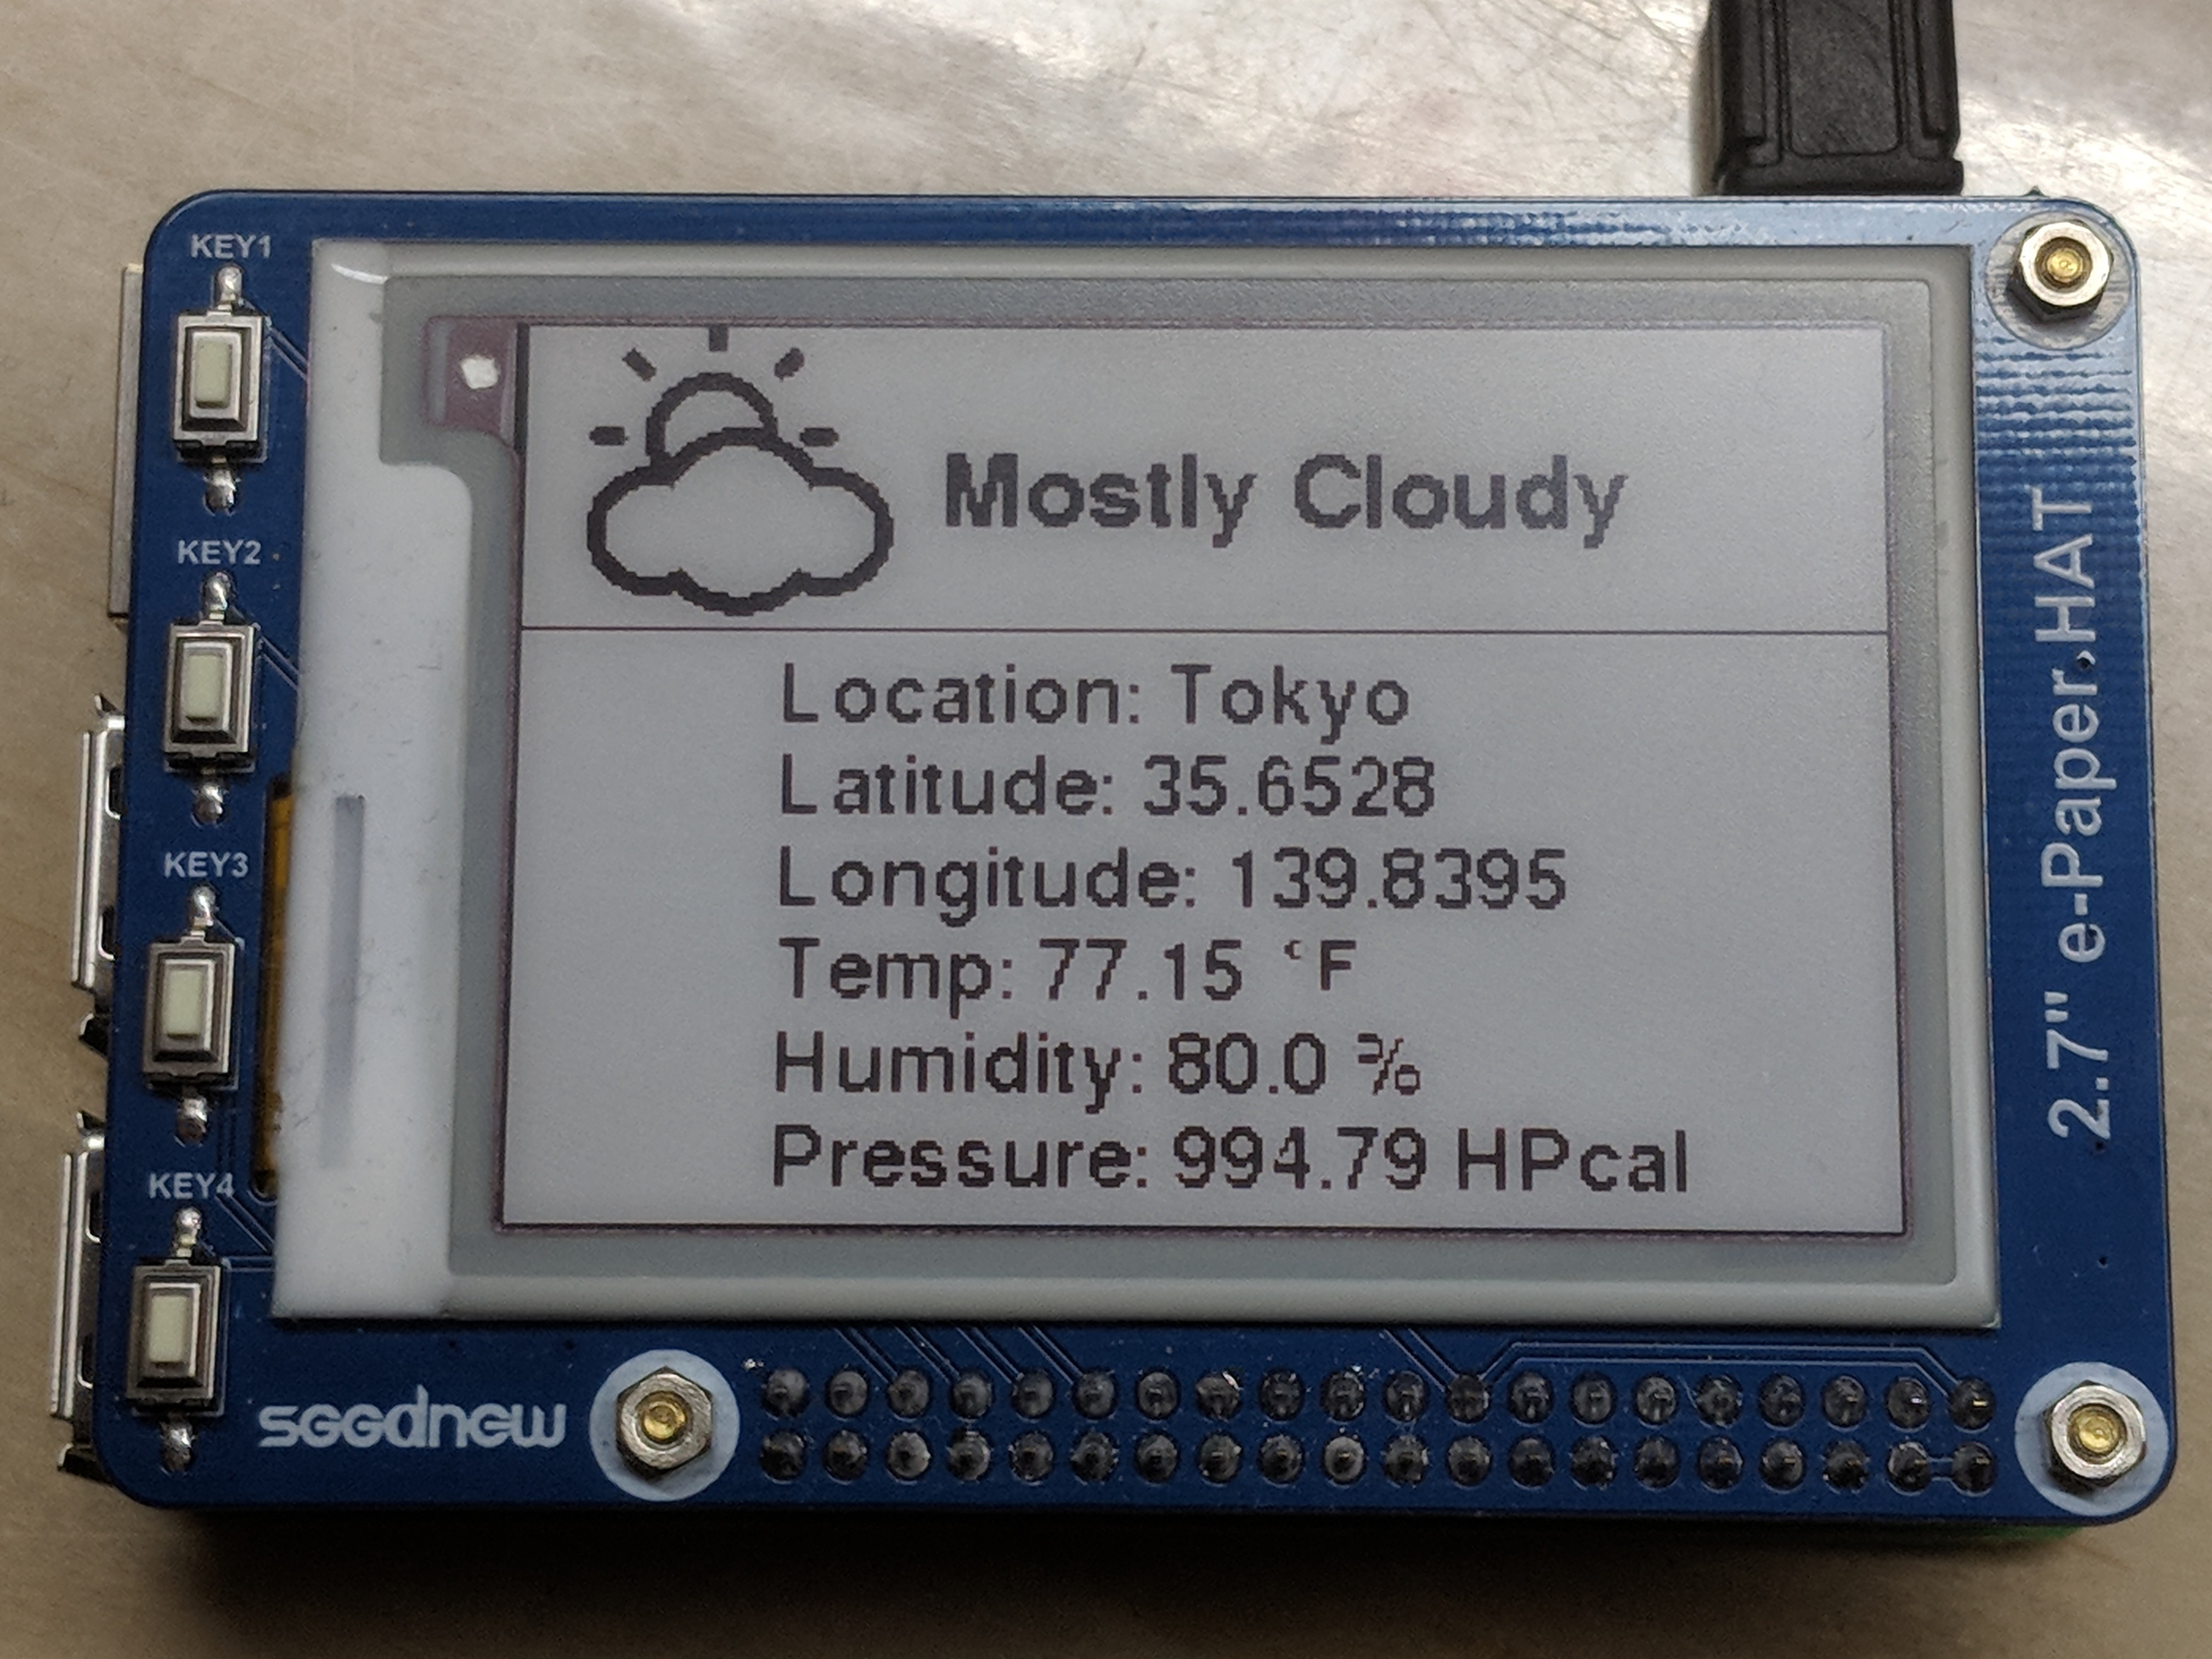 KEY1
KEY2
KEY3
KEY4
Mostly Cloudy
Location: Tokyo
Latitude: 35.6528
Longitude: 139.8395
Temp: 77.15 °F
Humidity: 80.0 %
Pressure: 994.79 HPcal
2.7" e-Paper.HAT
seednew